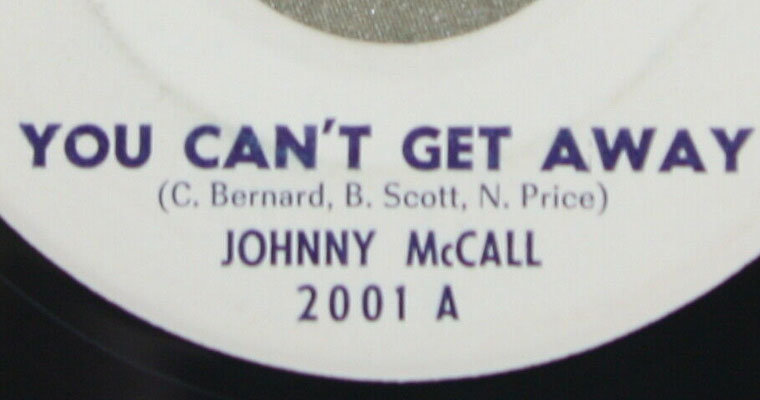 YOU CAN'T GET AWAY
(C. Bernard, B. Scott, N. Price)
JOHNNY McCALL
2001 A